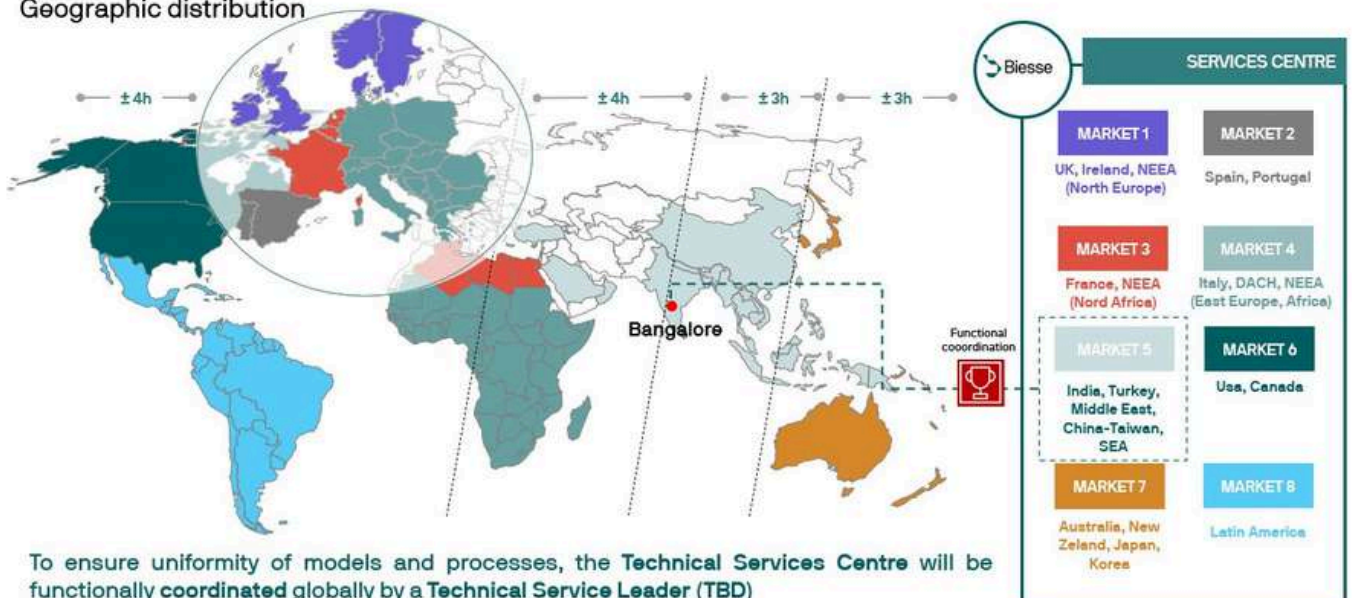 Geographic distribution
± 4h
± 4h
± 3h
± 3h
Bangalore
Functional
cooordination
Biesse
SERVICES CENTRE
MARKET 1
UK, Ireland, NEEA
(North Europe)
MARKET 2
Spain, Portugal
MARKET 3
France, NEEA
(Nord Africa)
MARKET 4
Italy, DACH, NEEA
(East Europe, Africa)
MARKET 5
India, Turkey,
Middle East,
China-Taiwan,
SEA
MARKET 6
Usa, Canada
MARKET 7
Australia, New
Zeland, Japan,
Korea
MARKET 8
Latin America
To ensure uniformity of models and processes, the Technical Services Centre will be
functionally coordinated globally by a Technical Service Leader (TBD)